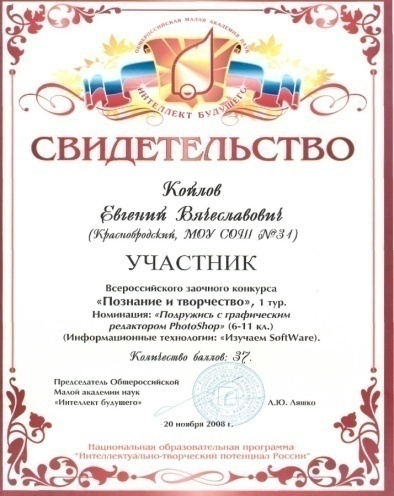 ОБЩЕРОССИЙСКАЯ МАЛАЯ АКАДЕМИЯ НАУК
ИНТЕЛЛЕКТ БУДУЩЕГО
СВИДЕТЕЛЬСТВО
Койлов
Евгений Вячеславович
(Краснобродский, МОУ СОШ №31)
УЧАСТНИК
Всероссийского заочного конкурса
«Познание и творчество», 1 тур.
Номинация: «Подружись с графическим
редактором PhotoShop» (6-11 кл.)
(Информационные технологии: «Изучаем SoftWare).
Количество баллов: 37.
Председатель Общероссийской
Малой академии наук
«Интеллект будущего»
Л.Ю. Ляшко
20 ноября 2008 г.
Национальная образовательная программа
"Интеллектуально-творческий потенциал России"